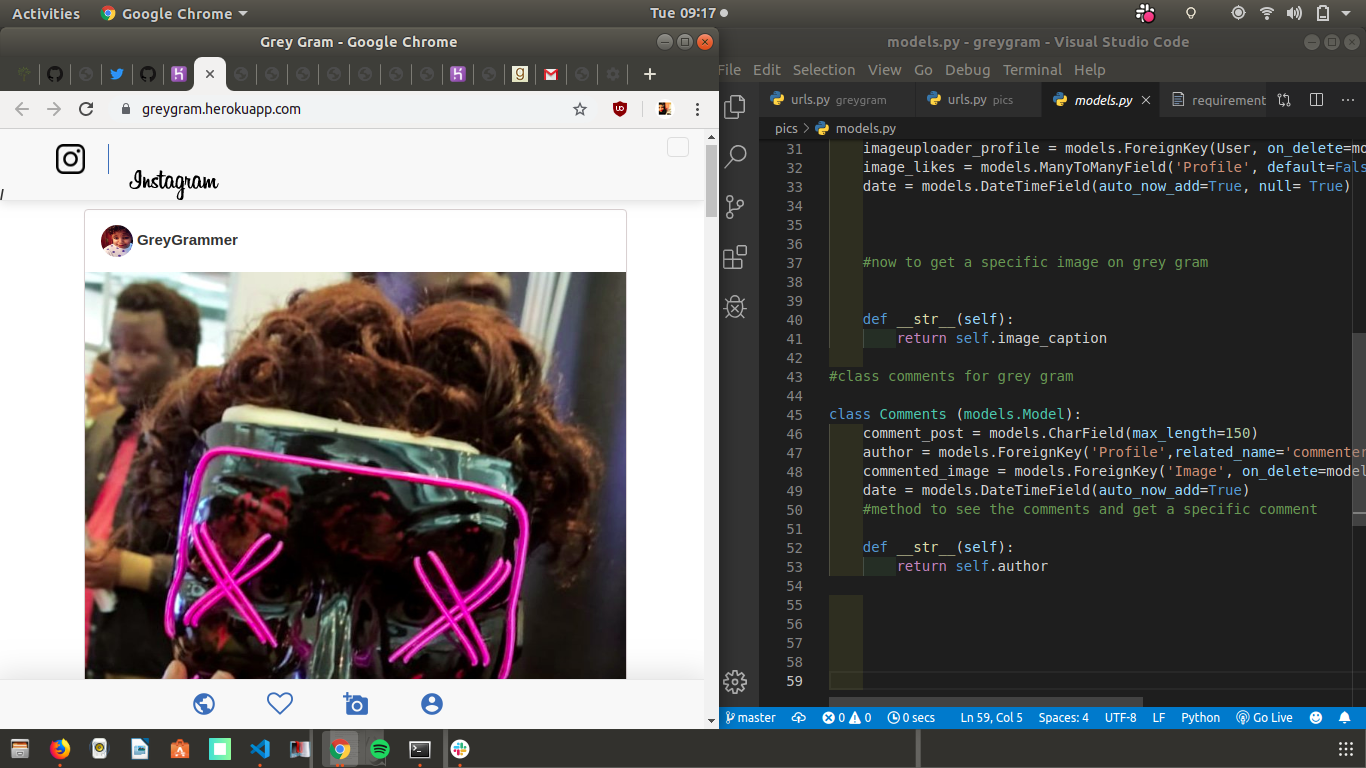 Activities Google Chrome Tue 09:17
Grey Gram - Google Chrome
greygram.herokuapp.com
Instagram
/
GreyGrammer
models.py - greygram - Visual Studio Code
File Edit Selection View Go Debug Terminal Help
urls.py greygram urls.py pics models.py requirement
pics > models.py
31 imageuploader_profile = models.ForeignKey(User, on_delete=mo
32 image_likes = models.ManyToManyField('Profile', default=Fals
33 date = models.DateTimeField(auto_now_add=True, null= True)
34
35
36
37 #now to get a specific image on grey gram
38
39
40 def __str__(self):
41 return self.image_caption
42
43 #class comments for grey gram
44
45 class Comments (models.Model):
46 comment_post = models.CharField(max_length=150)
47 author = models.ForeignKey('Profile',related_name='commenter
48 commented_image = models.ForeignKey('Image', on_delete=model
49 date = models.DateTimeField(auto_now_add=True)
50 #method to see the comments and get a specific comment
51
52 def __str__(self):
53 return self.author
54
55
56
57
58
59
master 0 0 0 secs Ln 59, Col 5 Spaces: 4 UTF-8 LF Python Go Live